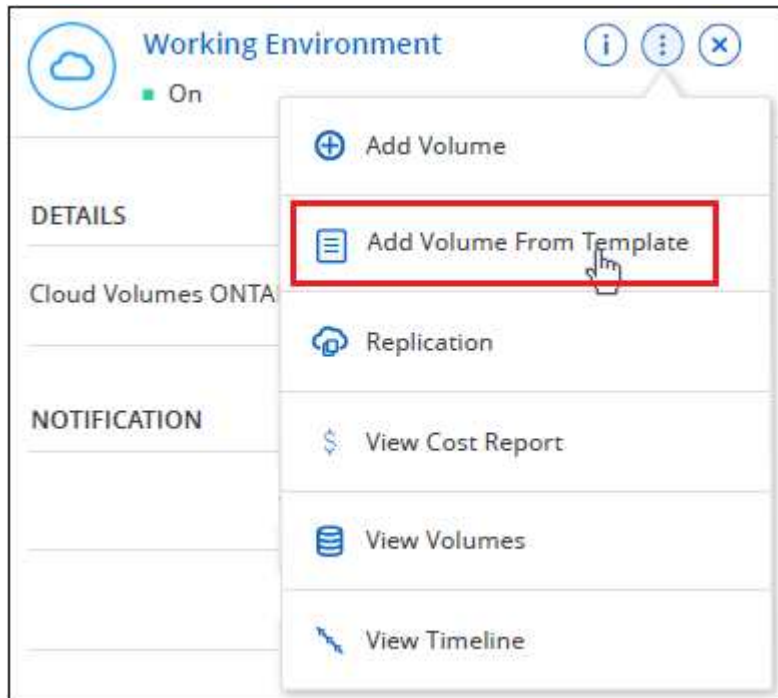 Working Environment
On
Add Volume
DETAILS
Add Volume From Template
Cloud Volumes ONTA
Replication
NOTIFICATION
$ View Cost Report
View Volumes
View Timeline